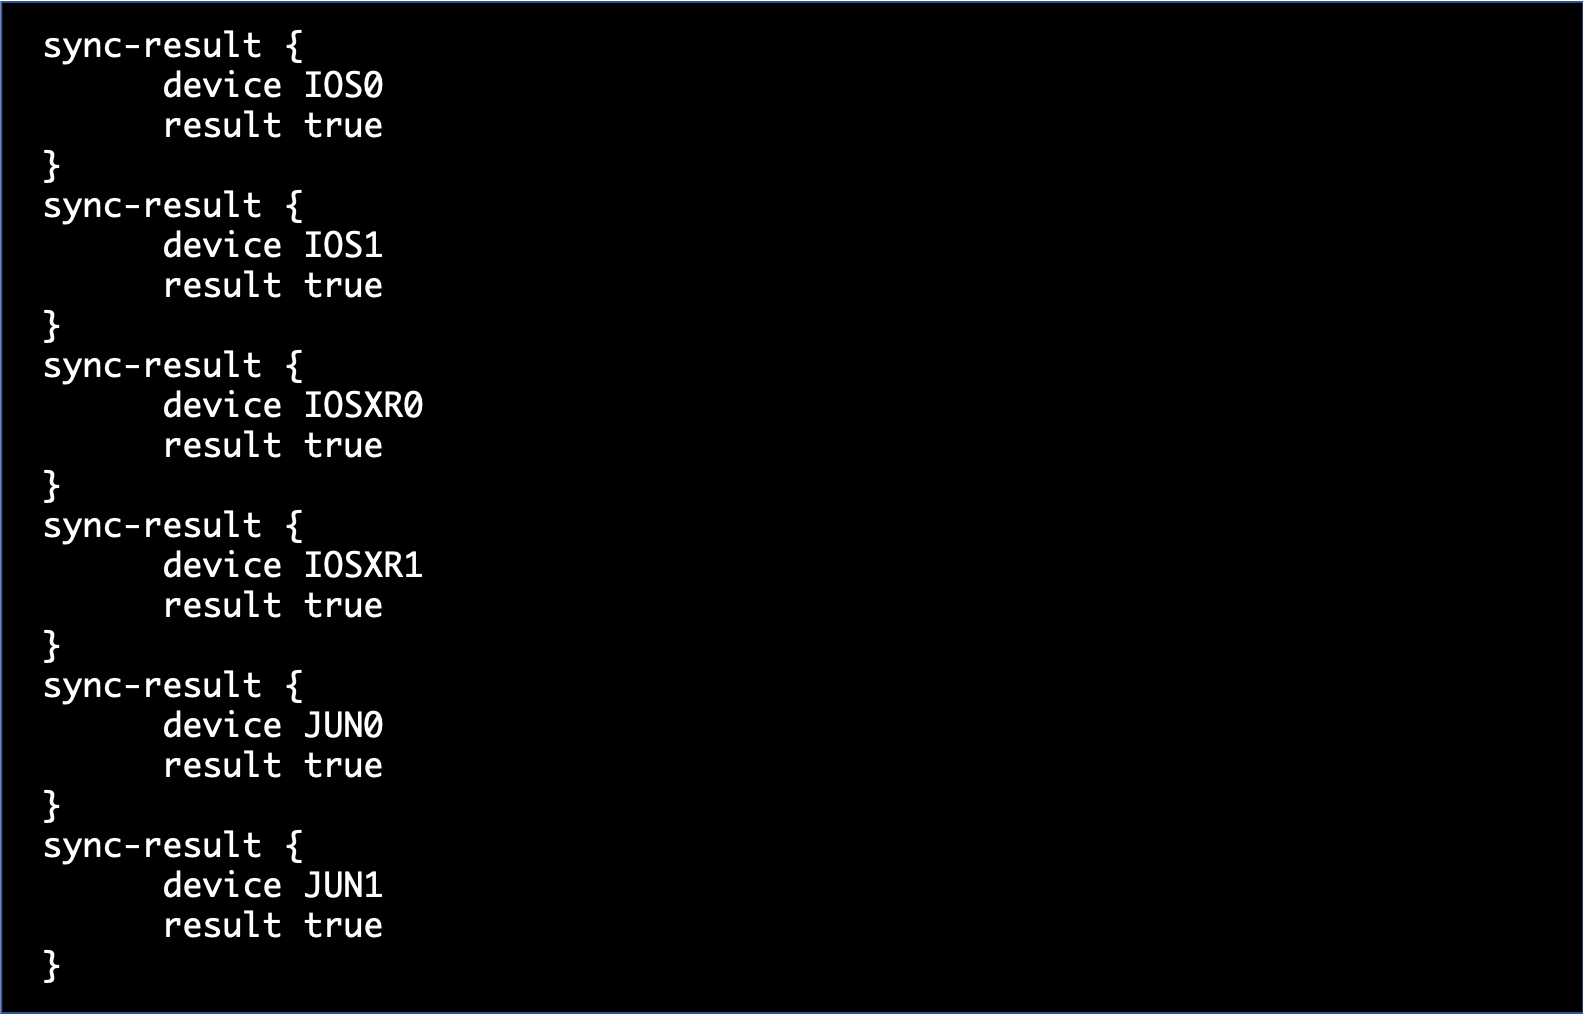 sync-result {
      device IOS0
      result true
}
sync-result {
      device IOS1
      result true
}
sync-result {
      device IOSXR0
      result true
}
sync-result {
      device IOSXR1
      result true
}
sync-result {
      device JUN0
      result true
}
sync-result {
      device JUN1
      result true
}